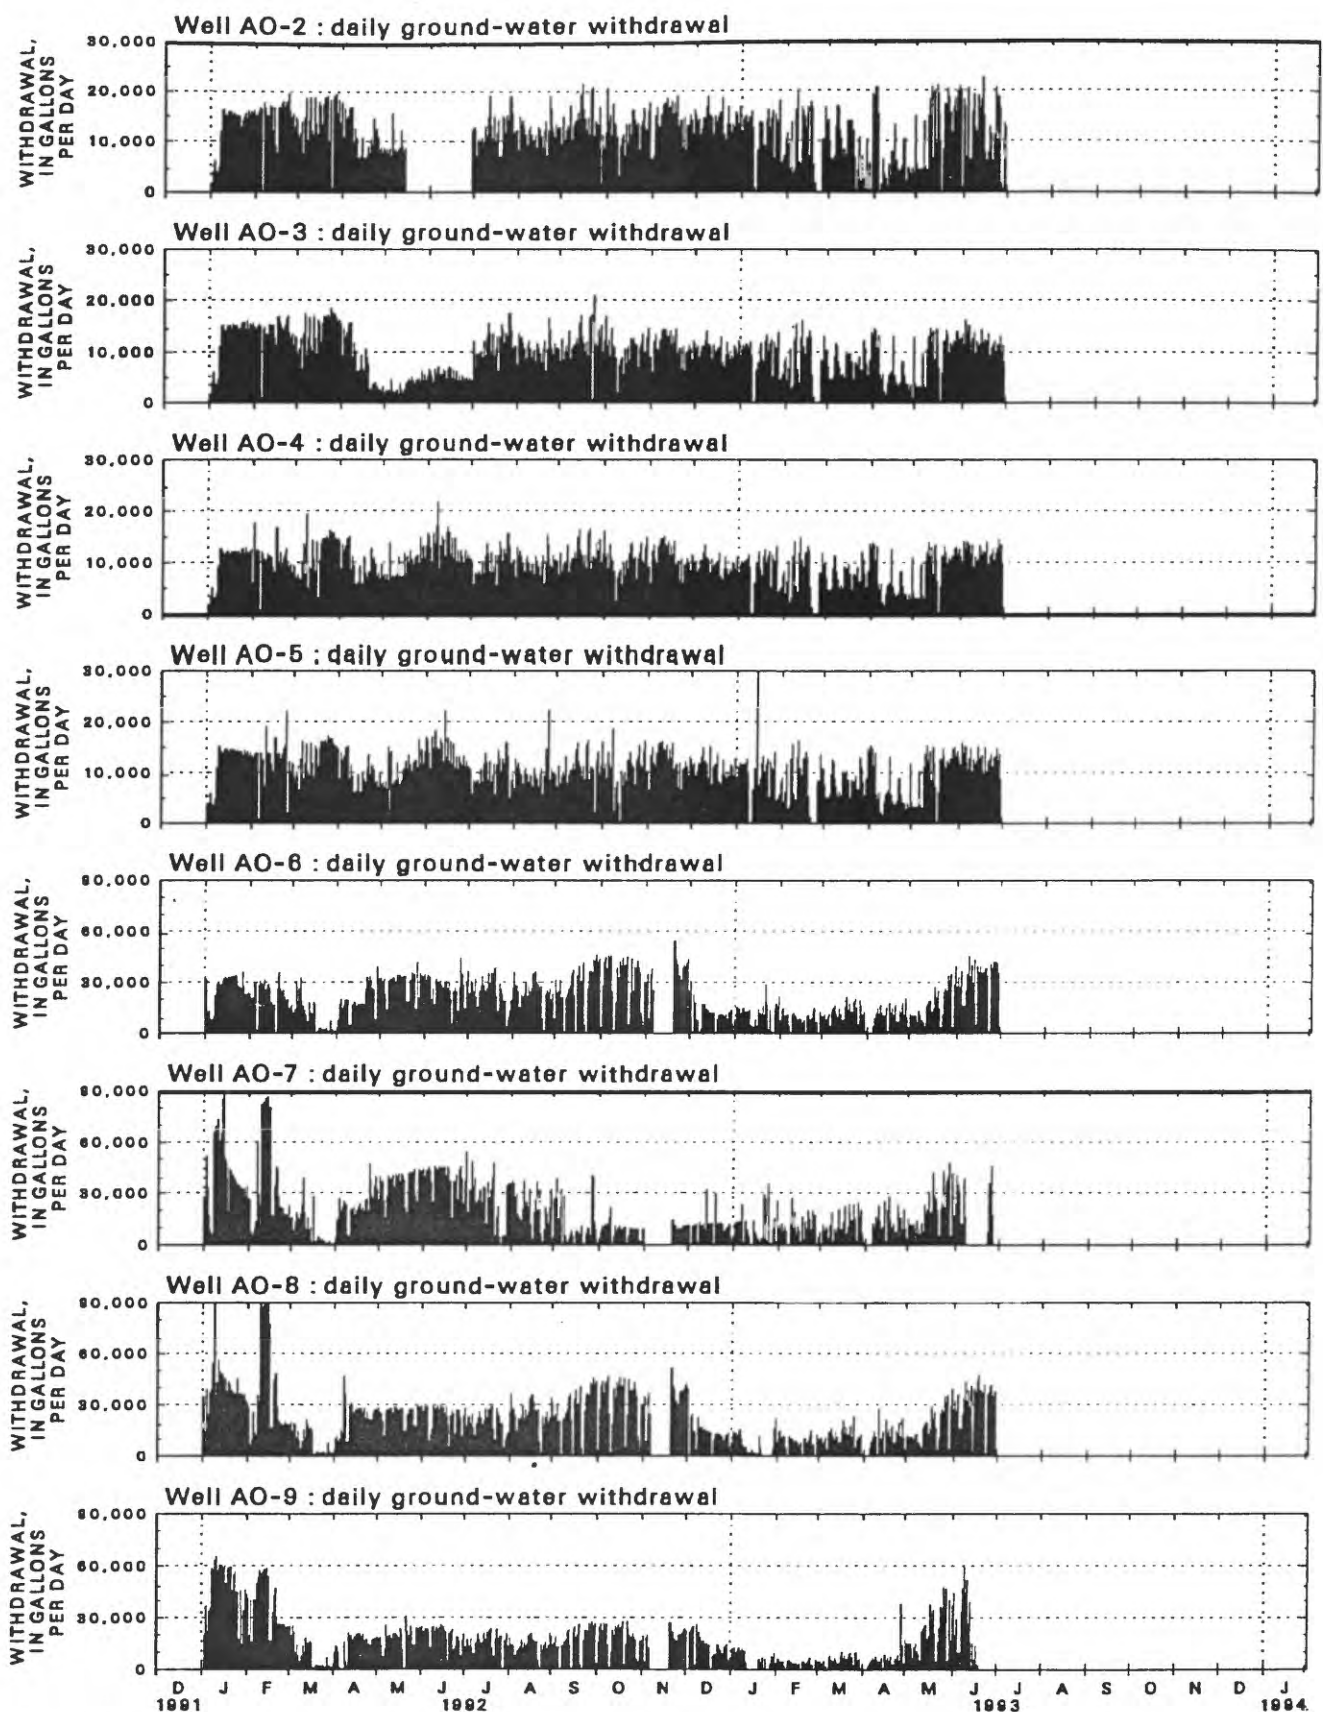 Well AO-2 : daily ground-water withdrawal
WITHDRAWAL,
IN GALLONS
PER DAY
30,000
20,000
10,000
0
Well AO-3 : daily ground-water withdrawal
WITHDRAWAL,
IN GALLONS
PER DAY
30,000
20,000
10,000
0
Well AO-4 : daily ground-water withdrawal
WITHDRAWAL,
IN GALLONS
PER DAY
30,000
20,000
10,000
0
Well AO-5 : daily ground-water withdrawal
WITHDRAWAL,
IN GALLONS
PER DAY
30,000
20,000
10,000
0
Well AO-6 : daily ground-water withdrawal
WITHDRAWAL,
IN GALLONS
PER DAY
90,000
60,000
30,000
0
Well AO-7 : daily ground-water withdrawal
WITHDRAWAL,
IN GALLONS
PER DAY
90,000
60,000
30,000
0
Well AO-8 : daily ground-water withdrawal
WITHDRAWAL,
IN GALLONS
PER DAY
90,000
60,000
30,000
0
Well AO-9 : daily ground-water withdrawal
WITHDRAWAL,
IN GALLONS
PER DAY
90,000
60,000
30,000
0
D J F M A M J J A S O N D J F M A M J J A S O N D J
1991 1992 1993 1994